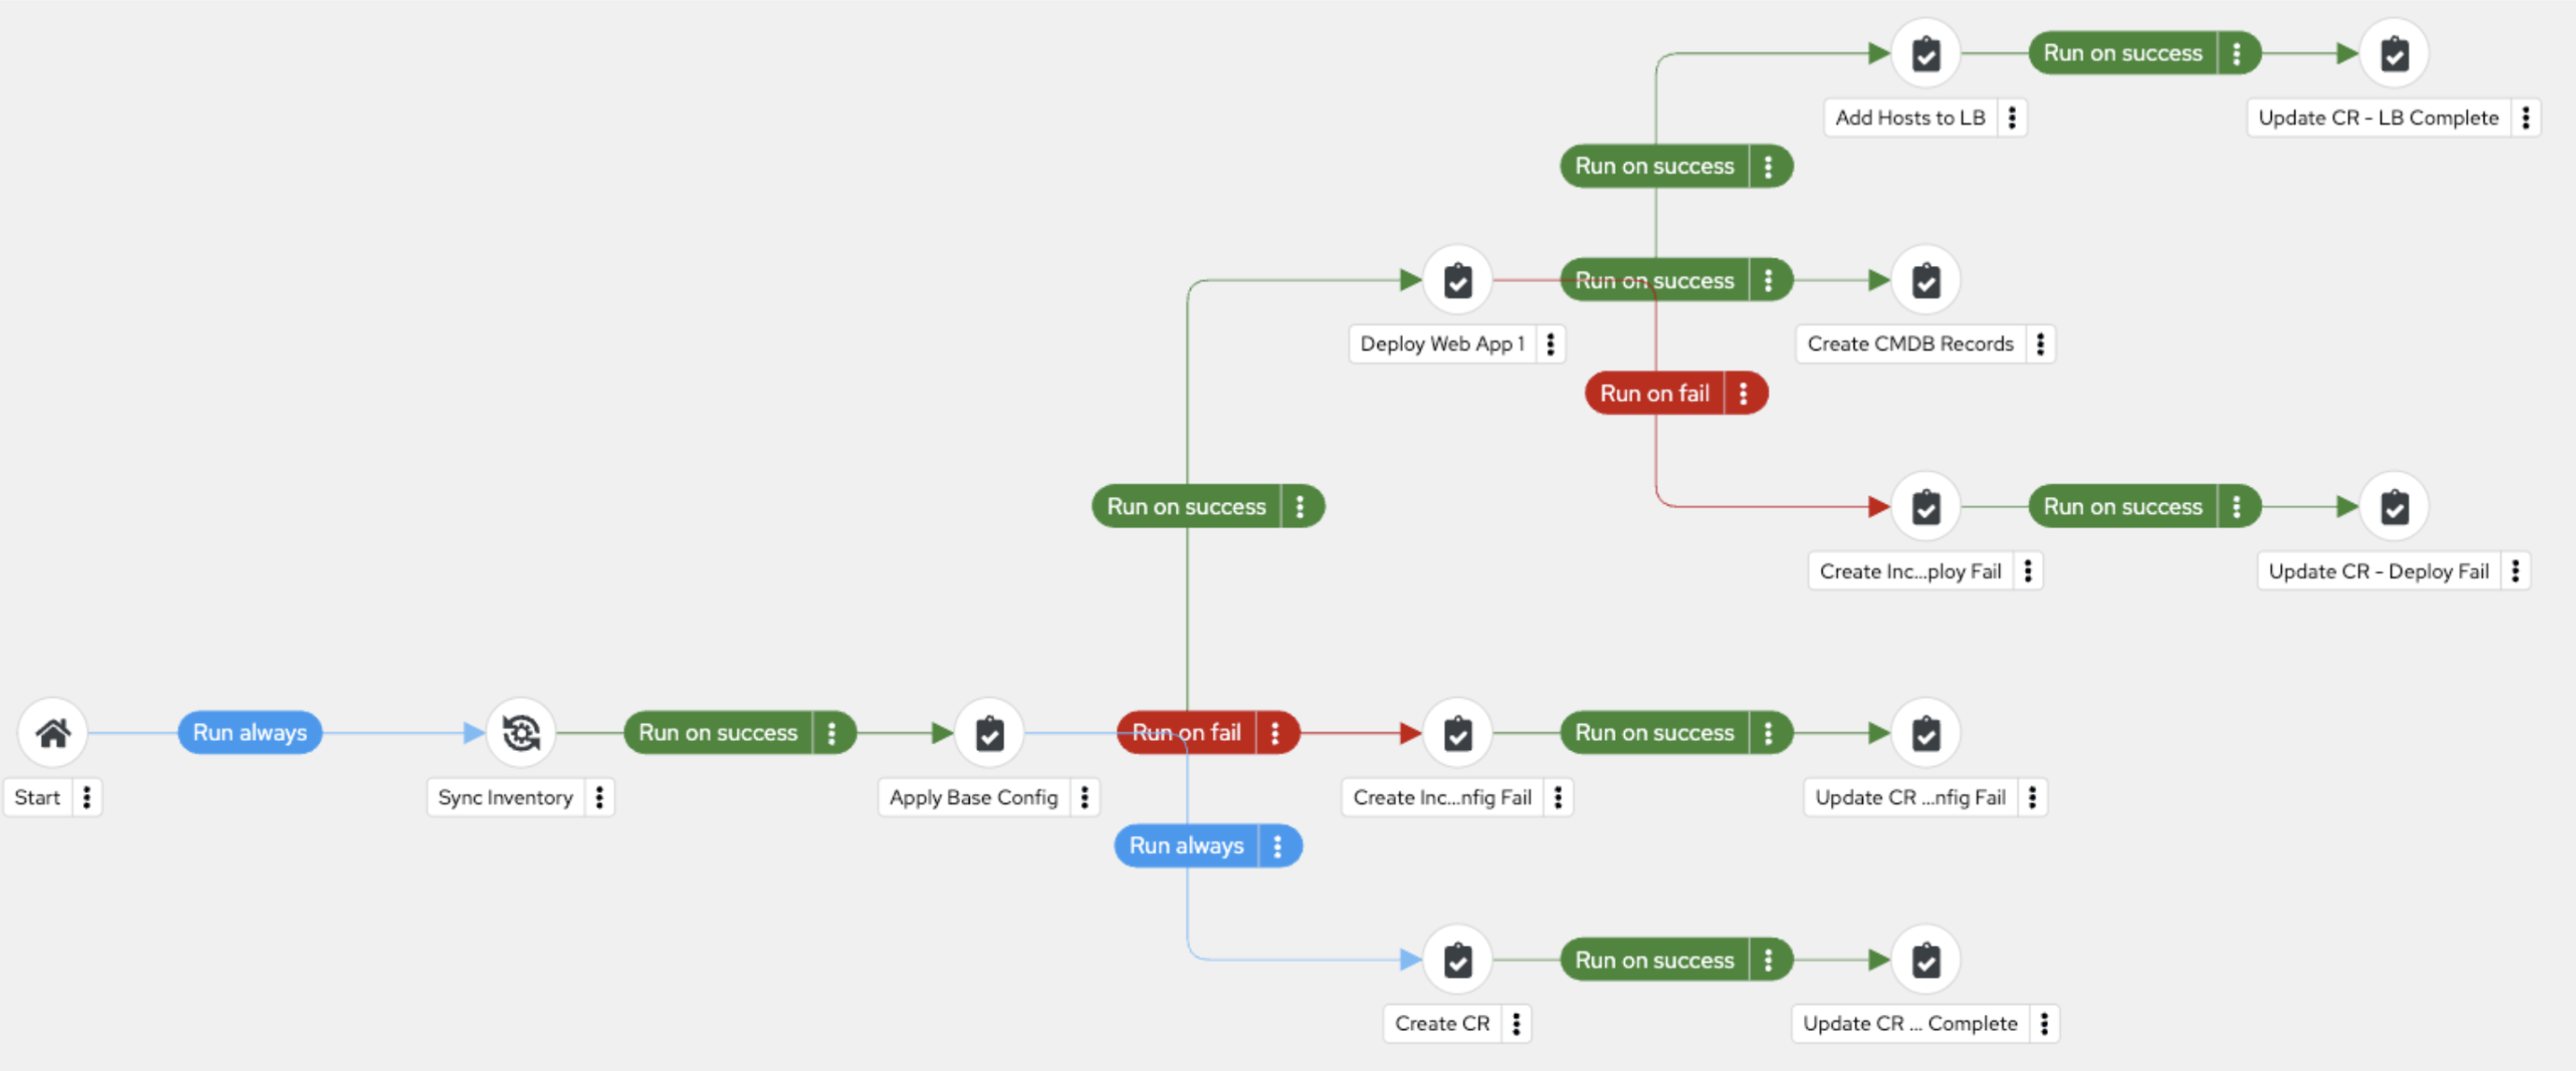 Run on success
Add Hosts to LB
Update CR - LB Complete
Run on success
Run on success
Deploy Web App 1
Create CMDB Records
Run on fail
Run on success
Run on success
Create Inc...ploy Fail
Update CR - Deploy Fail
Run always
Run on success
Run on fail
Run on success
Start
Sync Inventory
Apply Base Config
Create Inc...nfig Fail
Update CR ...nfig Fail
Run always
Run on success
Create CR
Update CR ... Complete